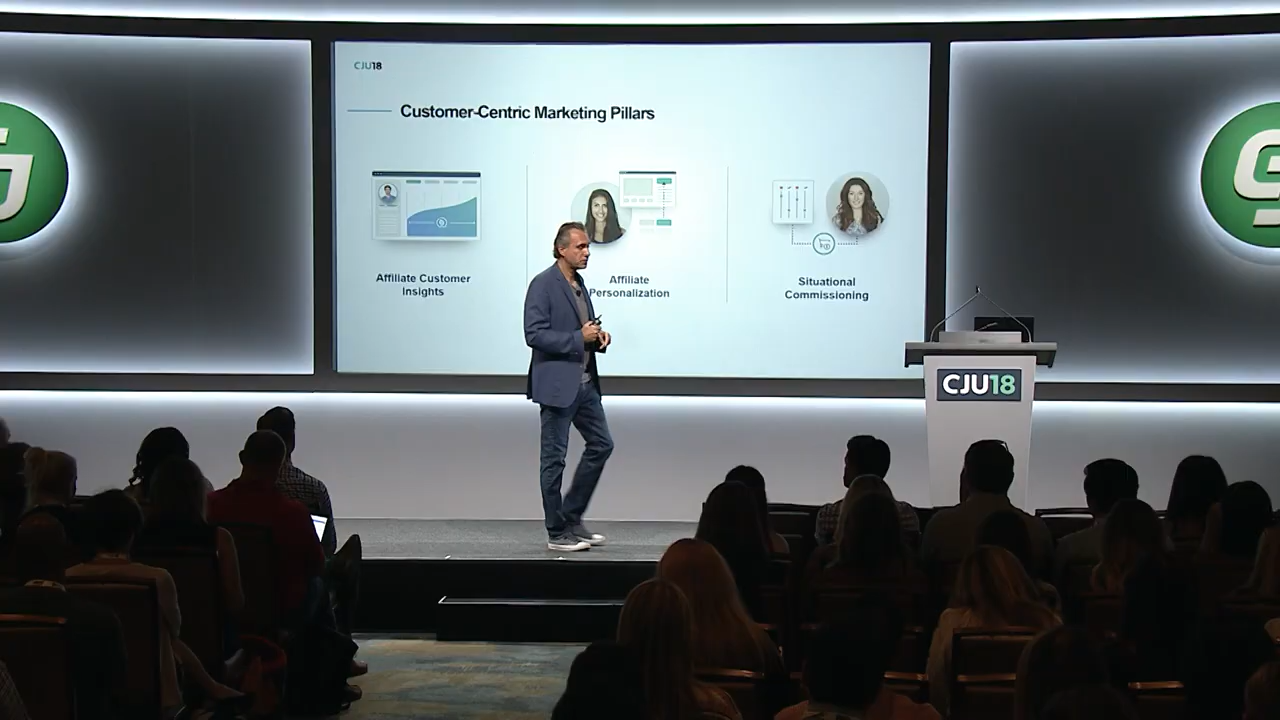 CJU18
Customer-Centric Marketing Pillars
Affiliate Customer
Insights
Affiliate
Personalization
Situational
Commissioning
CJU18